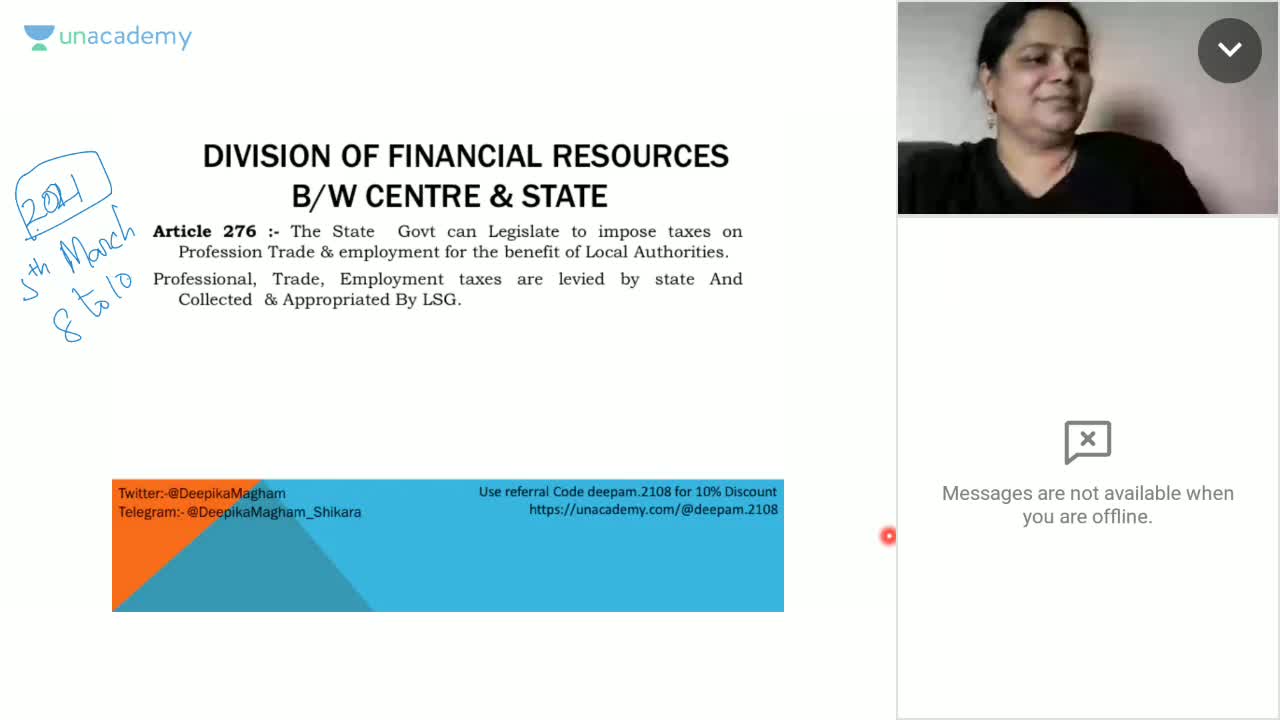 unacademy
DIVISION OF FINANCIAL RESOURCES
B/W CENTRE & STATE
Article 276 :- The State Govt can Legislate to impose taxes on
Profession Trade & employment for the benefit of Local Authorities.
Professional, Trade, Employment taxes are levied by state And
Collected & Appropriated By LSG.
5th March
8 to 10
Twitter:-@DeepikaMagham
Telegram:- @DeepikaMagham_Shikara
Use referral Code deepam.2108 for 10% Discount
https://unacademy.com/@deepam.2108
Messages are not available when
you are offline.